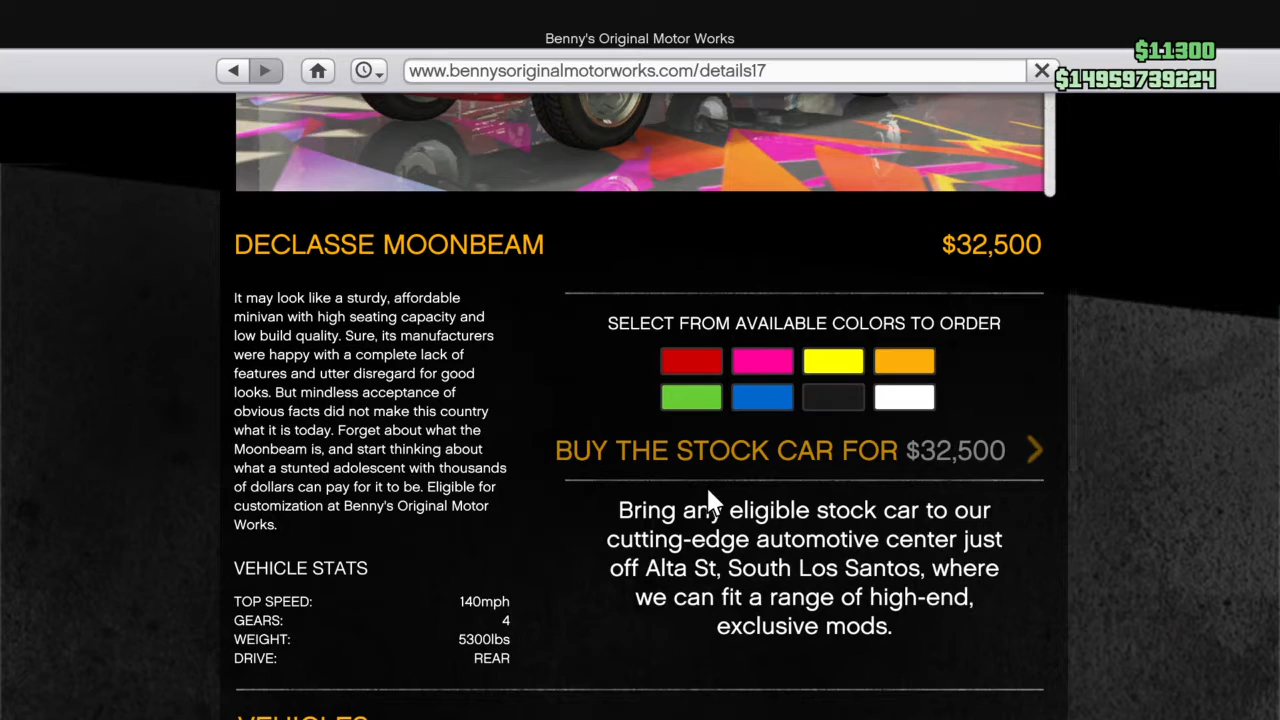 Benny's Original Motor Works
$11300
www.bennysoriginalmotorworks.com/details17
$14959739224
DECLASSE MOONBEAM
$32,500
It may look like a sturdy, affordable
minivan with high seating capacity and
low build quality. Sure, its manufacturers
were happy with a complete lack of
features and utter disregard for good
looks. But mindless acceptance of
obvious facts did not make this country
what it is today. Forget about what the
Moonbeam is, and start thinking about
what a stunted adolescent with thousands
of dollars can pay for it to be. Eligible for
customization at Benny's Original Motor
Works.
SELECT FROM AVAILABLE COLORS TO ORDER
BUY THE STOCK CAR FOR $32,500
Bring any eligible stock car to our
cutting-edge automotive center just
off Alta St, South Los Santos, where
we can fit a range of high-end,
exclusive mods.
VEHICLE STATS
TOP SPEED: 140mph
GEARS: 4
WEIGHT: 5300lbs
DRIVE: REAR
VEHICLES